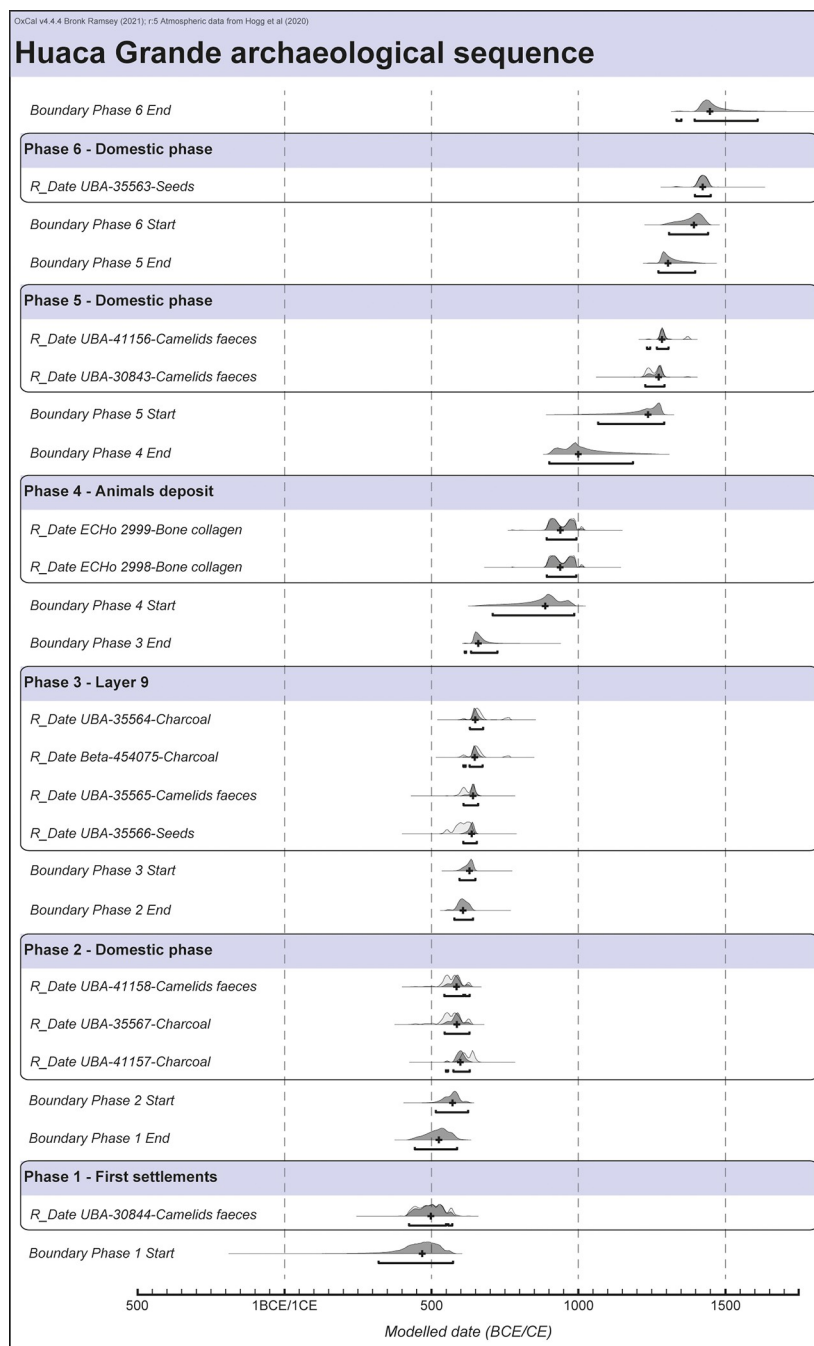 OxCal v4.4.4 Bronk Ramsey (2021); r:5 Atmospheric data from Hogg et al (2020)
Huaca Grande archaeological sequence
Boundary Phase 6 End
Phase 6 - Domestic phase
R_Date UBA-35563-Seeds
Boundary Phase 6 Start
Boundary Phase 5 End
Phase 5 - Domestic phase
R_Date UBA-41156-Camelids faeces
R_Date UBA-30843-Camelids faeces
Boundary Phase 5 Start
Boundary Phase 4 End
Phase 4 - Animals deposit
R_Date ECHo 2999-Bone collagen
R_Date ECHo 2998-Bone collagen
Boundary Phase 4 Start
Boundary Phase 3 End
Phase 3 - Layer 9
R_Date UBA-35564-Charcoal
R_Date Beta-454075-Charcoal
R_Date UBA-35565-Camelids faeces
R_Date UBA-35566-Seeds
Boundary Phase 3 Start
Boundary Phase 2 End
Phase 2 - Domestic phase
R_Date UBA-41158-Camelids faeces
R_Date UBA-35567-Charcoal
R_Date UBA-41157-Charcoal
Boundary Phase 2 Start
Boundary Phase 1 End
Phase 1 - First settlements
R_Date UBA-30844-Camelids faeces
Boundary Phase 1 Start
500 1BCE/1CE 500 1000 1500
Modelled date (BCE/CE)